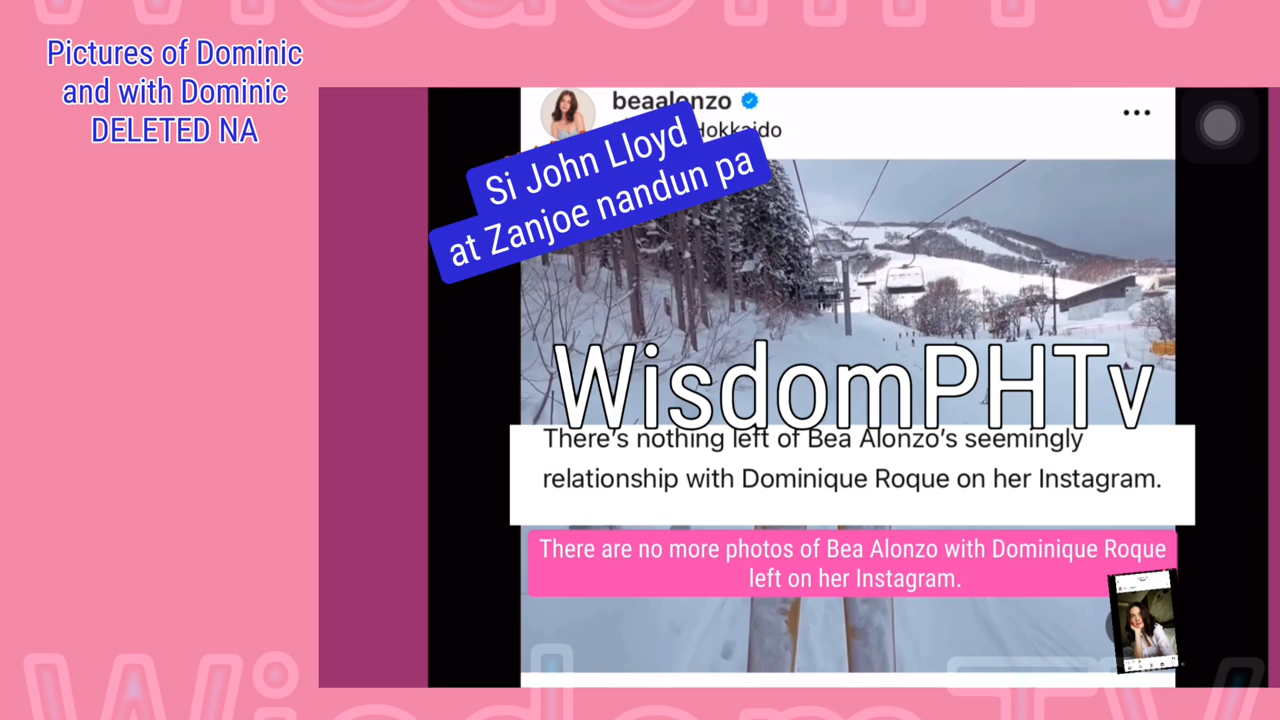 WisdomPHTv
Pictures of Dominic
and with Dominic
DELETED NA
beaalonzo
Hokkaido
Si John Lloyd
at Zanjoe nandun pa
WisdomPHTv
There's nothing left of Bea Alonzo's seemingly
relationship with Dominique Roque on her Instagram.
There are no more photos of Bea Alonzo with Dominique Roque
left on her Instagram.